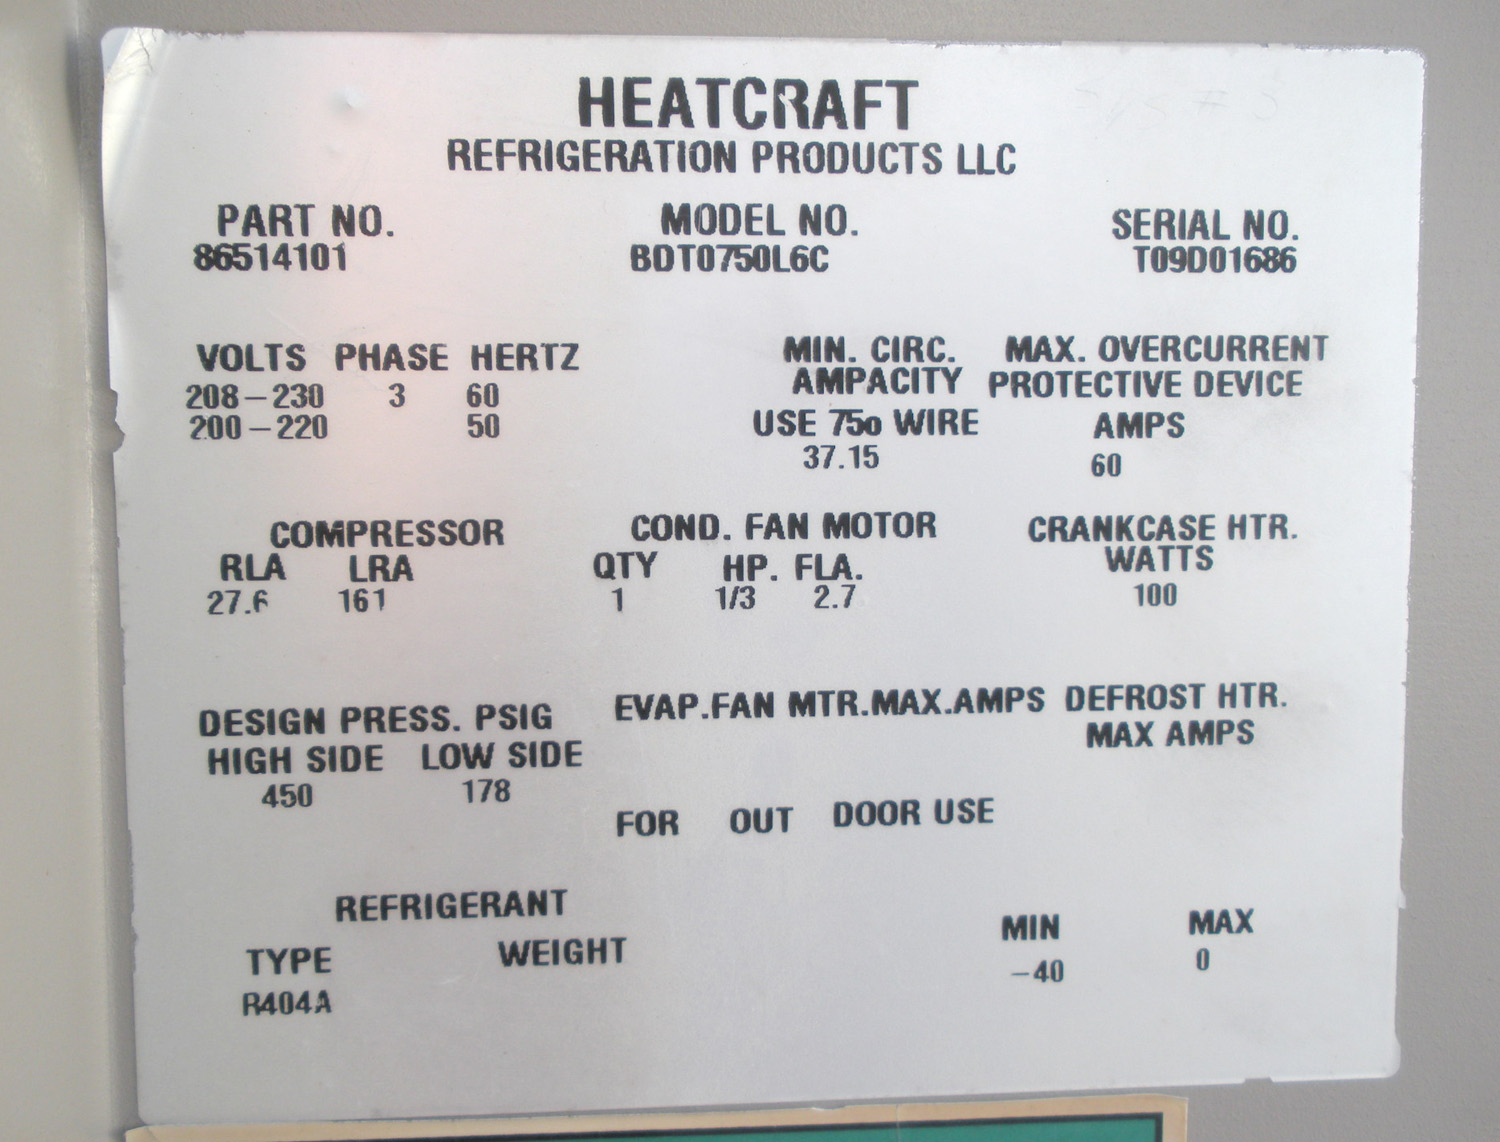 HEATCRAFT
REFRIGERATION PRODUCTS LLC
PART NO. MODEL NO. SERIAL NO.
86514101 BDT0750L6C T09D01686
VOLTS PHASE HERTZ MIN. CIRC. MAX. OVERCURRENT
AMPACITY PROTECTIVE DEVICE
208-230 3 60
200-220 50 USE 75o WIRE AMPS
37.15 60
COMPRESSOR COND. FAN MOTOR CRANKCASE HTR.
RLA LRA QTY HP. FLA. WATTS
27.6 161 1 1/3 2.7 100
DESIGN PRESS. PSIG EVAP.FAN MTR.MAX.AMPS DEFROST HTR.
HIGH SIDE LOW SIDE MAX AMPS
450 178
FOR OUT DOOR USE
REFRIGERANT
TYPE WEIGHT MIN MAX
R404A -40 0